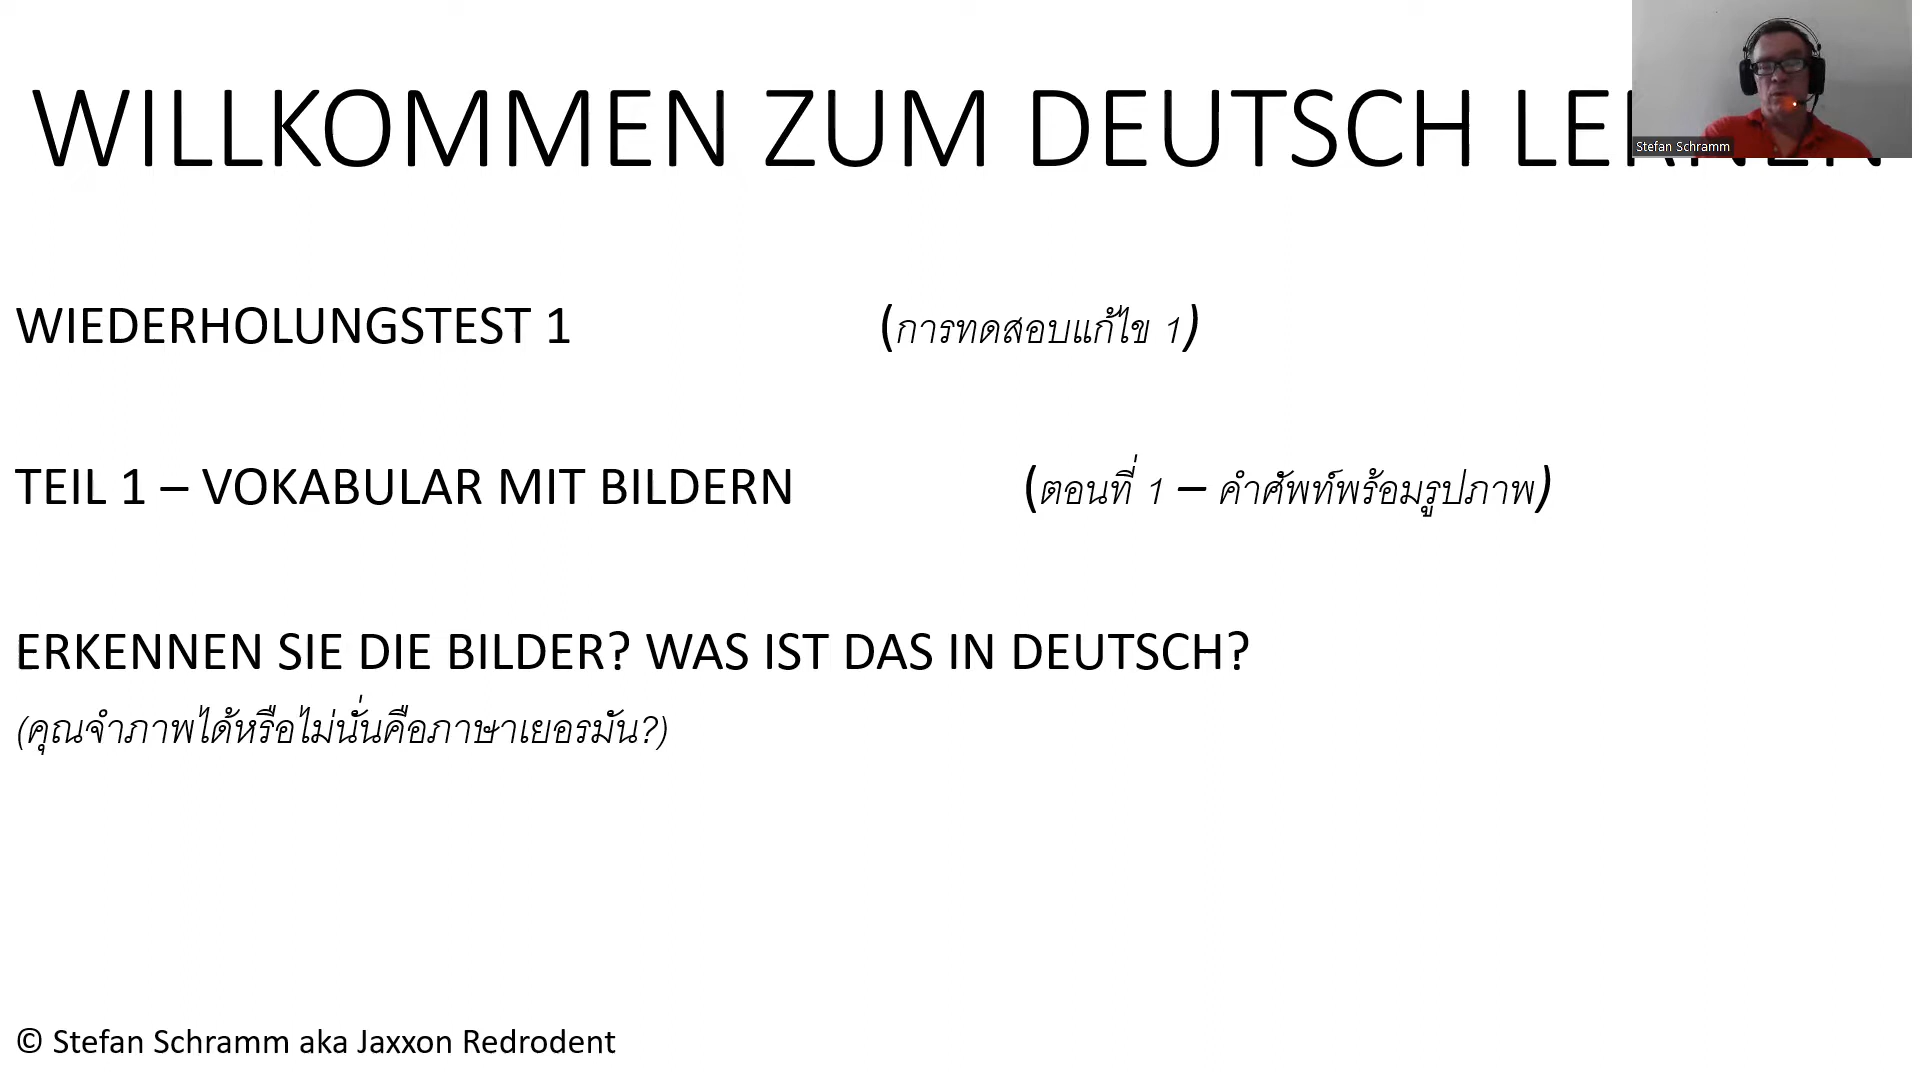 WILLKOMMEN ZUM DEUTSCH
Stefan Schramm
WIEDERHOLUNGSTEST 1 (การทดสอบแก้ไข 1)
TEIL 1 – VOKABULAR MIT BILDERN (ตอนที่ 1 – คำศัพท์พร้อมรูปภาพ)
ERKENNEN SIE DIE BILDER? WAS IST DAS IN DEUTSCH?
(คุณจำภาพได้หรือไม่นั่นคือภาษาเยอรมัน?)
© Stefan Schramm aka Jaxxon Redrodent